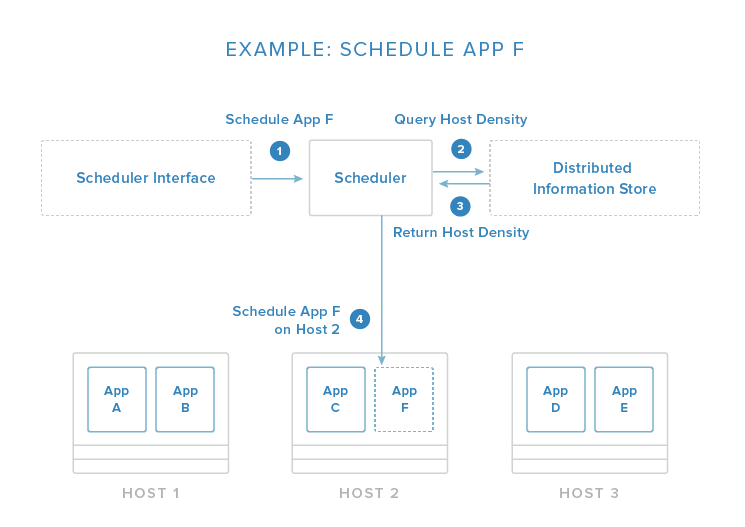 EXAMPLE: SCHEDULE APP F
Schedule App F
1
Query Host Density
2
Scheduler Interface
Scheduler
Distributed
Information Store
3
Return Host Density
Schedule App F
on Host 2
4
App
A
App
B
App
C
App
F
App
D
App
E
HOST 1
HOST 2
HOST 3